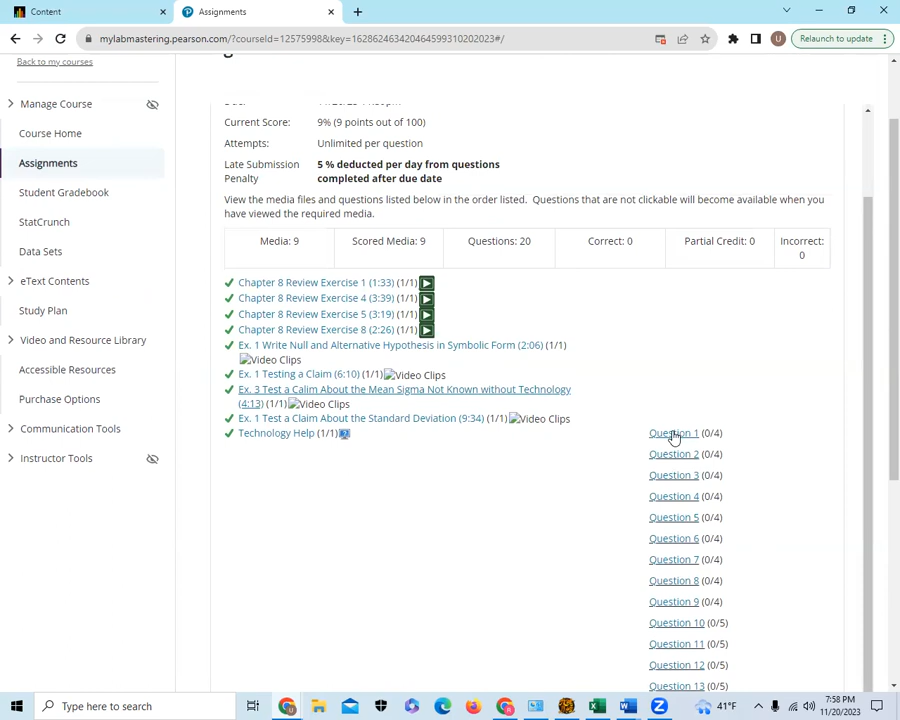 Content
Assignments
mylabmastering.pearson.com/?courseId=12575998&key=162862463420464599310202023#/
U
Relaunch to update
Back to my courses
Manage Course
Course Home
Assignments
Student Gradebook
StatCrunch
Data Sets
eText Contents
Study Plan
Video and Resource Library
Accessible Resources
Purchase Options
Communication Tools
Instructor Tools
Current Score: 9% (9 points out of 100)
Attempts: Unlimited per question
Late Submission Penalty 5 % deducted per day from questions
completed after due date
View the media files and questions listed below in the order listed. Questions that are not clickable will become available when you
have viewed the required media.
Media: 9 Scored Media: 9 Questions: 20 Correct: 0 Partial Credit: 0 Incorrect:
0
Chapter 8 Review Exercise 1 (1:33) (1/1)
Chapter 8 Review Exercise 4 (3:39) (1/1)
Chapter 8 Review Exercise 5 (3:19) (1/1)
Chapter 8 Review Exercise 8 (2:26) (1/1)
Ex. 1 Write Null and Alternative Hypothesis in Symbolic Form (2:06) (1/1)
Video Clips
Ex. 1 Testing a Claim (6:10) (1/1) Video Clips
Ex. 3 Test a Calim About the Mean Sigma Not Known without Technology
(4:13) (1/1) Video Clips
Ex. 1 Test a Claim About the Standard Deviation (9:34) (1/1) Video Clips
Technology Help (1/1)
Question 1 (0/4)
Question 2 (0/4)
Question 3 (0/4)
Question 4 (0/4)
Question 5 (0/4)
Question 6 (0/4)
Question 7 (0/4)
Question 8 (0/4)
Question 9 (0/4)
Question 10 (0/5)
Question 11 (0/5)
Question 12 (0/5)
Question 13 (0/5)
Type here to search
41°F
7:58 PM
11/20/2023